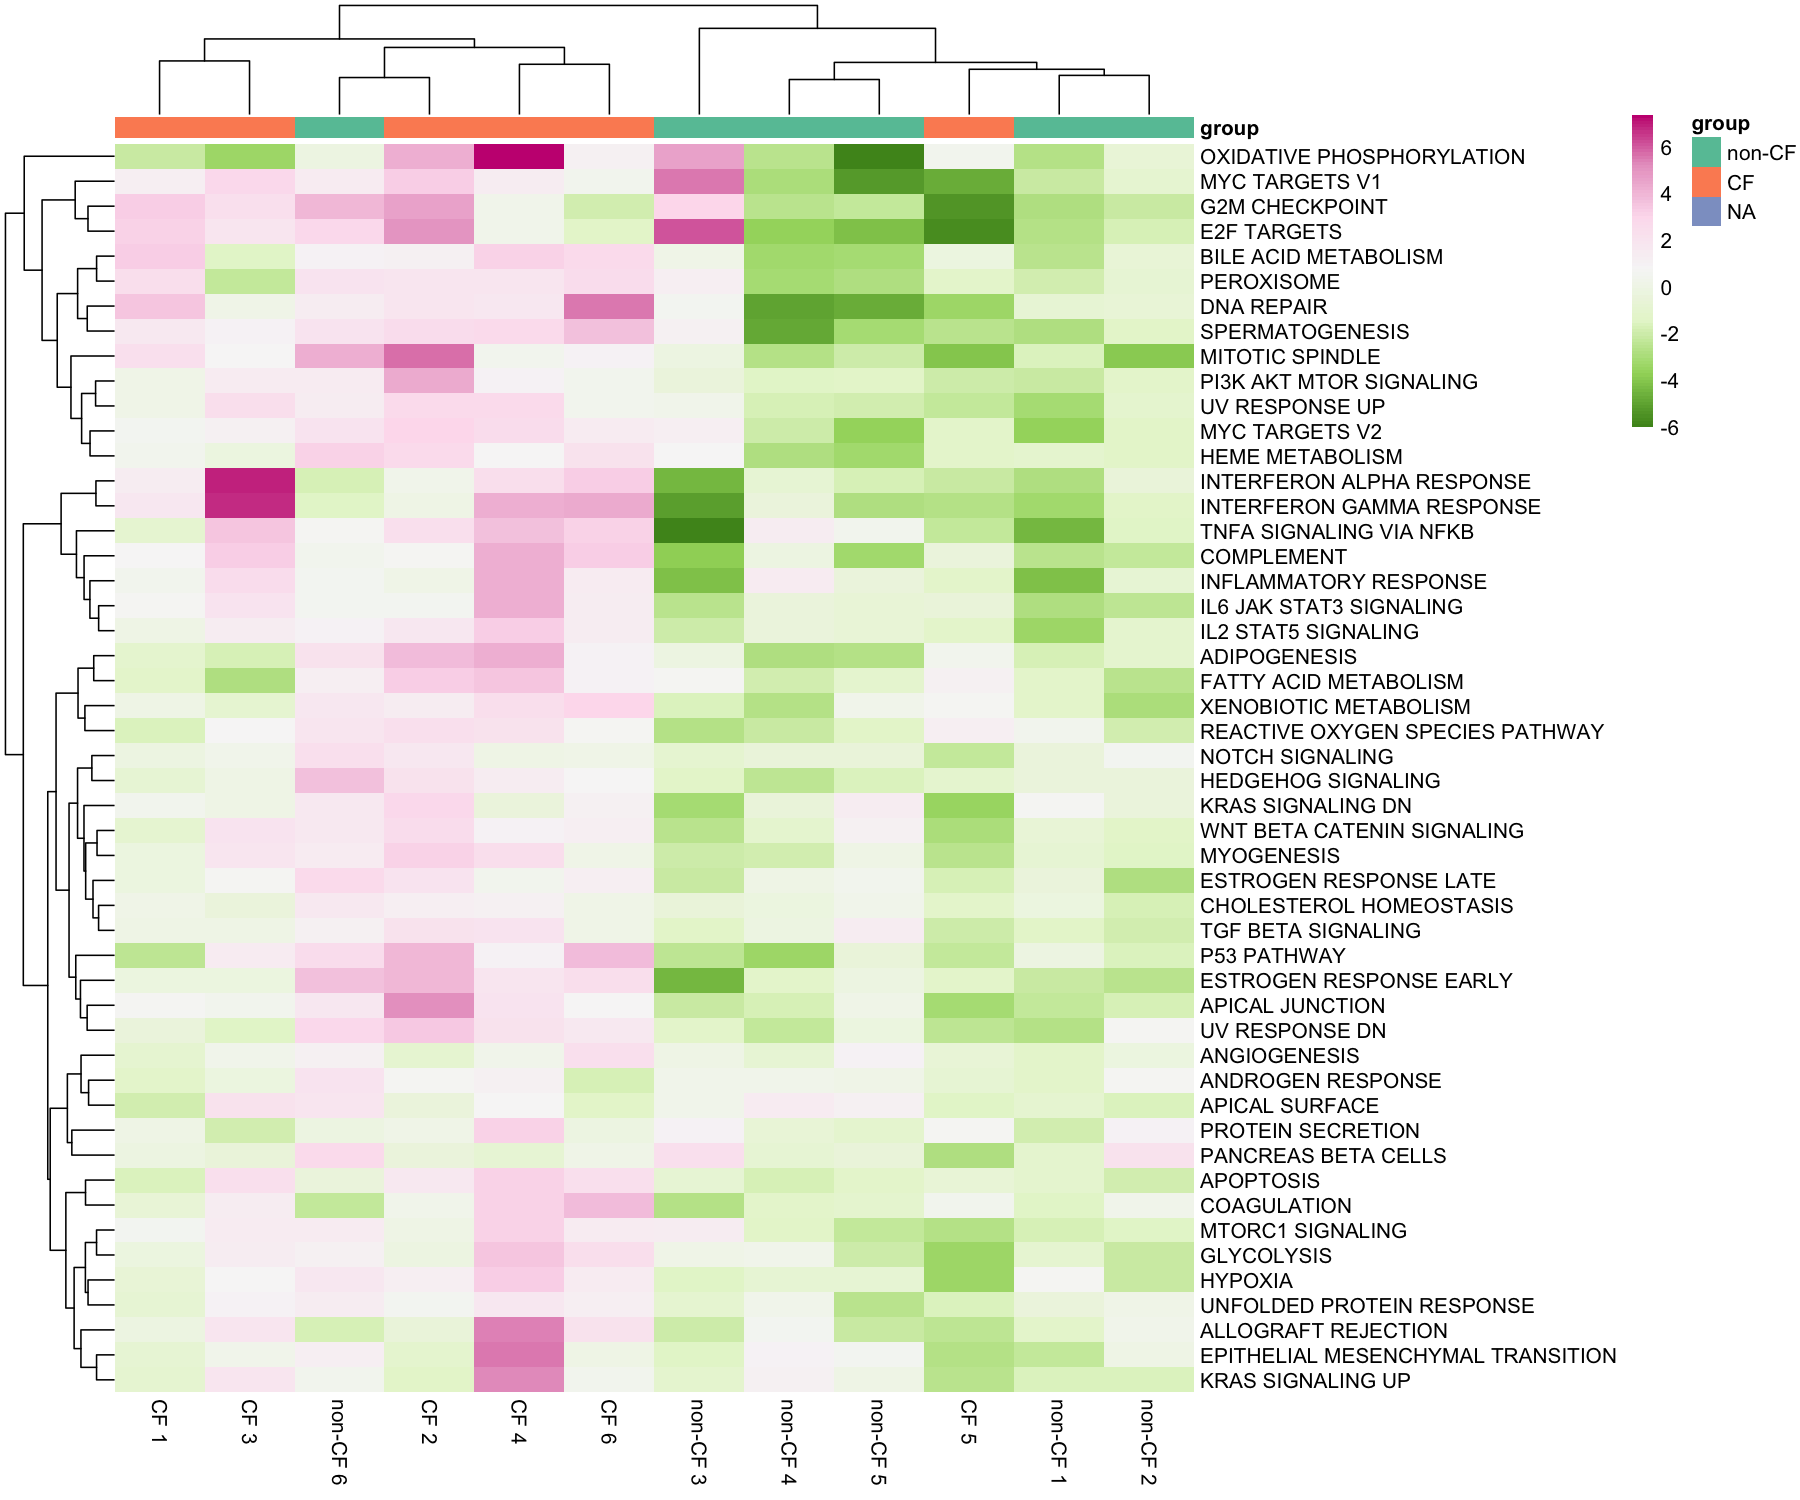 group
OXIDATIVE PHOSPHORYLATION
MYC TARGETS V1
G2M CHECKPOINT
E2F TARGETS
BILE ACID METABOLISM
PEROXISOME
DNA REPAIR
SPERMATOGENESIS
MITOTIC SPINDLE
PI3K AKT MTOR SIGNALING
UV RESPONSE UP
MYC TARGETS V2
HEME METABOLISM
INTERFERON ALPHA RESPONSE
INTERFERON GAMMA RESPONSE
TNFA SIGNALING VIA NFKB
COMPLEMENT
INFLAMMATORY RESPONSE
IL6 JAK STAT3 SIGNALING
IL2 STAT5 SIGNALING
ADIPOGENESIS
FATTY ACID METABOLISM
XENOBIOTIC METABOLISM
REACTIVE OXYGEN SPECIES PATHWAY
NOTCH SIGNALING
HEDGEHOG SIGNALING
KRAS SIGNALING DN
WNT BETA CATENIN SIGNALING
MYOGENESIS
ESTROGEN RESPONSE LATE
CHOLESTEROL HOMEOSTASIS
TGF BETA SIGNALING
P53 PATHWAY
ESTROGEN RESPONSE EARLY
APICAL JUNCTION
UV RESPONSE DN
ANGIOGENESIS
ANDROGEN RESPONSE
APICAL SURFACE
PROTEIN SECRETION
PANCREAS BETA CELLS
APOPTOSIS
COAGULATION
MTORC1 SIGNALING
GLYCOLYSIS
HYPOXIA
UNFOLDED PROTEIN RESPONSE
ALLOGRAFT REJECTION
EPITHELIAL MESENCHYMAL TRANSITION
KRAS SIGNALING UP
CF 1
CF 3
non-CF 6
CF 2
CF 4
CF 6
non-CF 3
non-CF 4
non-CF 5
CF 5
non-CF 1
non-CF 2
6
4
2
0
-2
-4
-6
group
non-CF
CF
NA